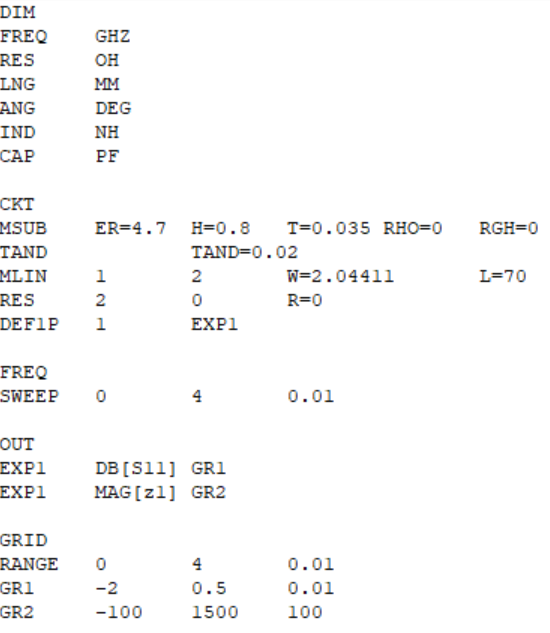 DIM
FREQ GHZ
RES OH
LNG MM
ANG DEG
IND NH
CAP PF
CKT
MSUB ER=4.7 H=0.8 T=0.035 RHO=0 RGH=0
TAND TAND=0.02
MLIN 1 2 W=2.04411 L=70
RES 2 0 R=0
DEF1P 1 EXP1
FREQ
SWEEP 0 4 0.01
OUT
EXP1 DB[S11] GR1
EXP1 MAG[z1] GR2
GRID
RANGE 0 4 0.01
GR1 -2 0.5 0.01
GR2 -100 1500 100